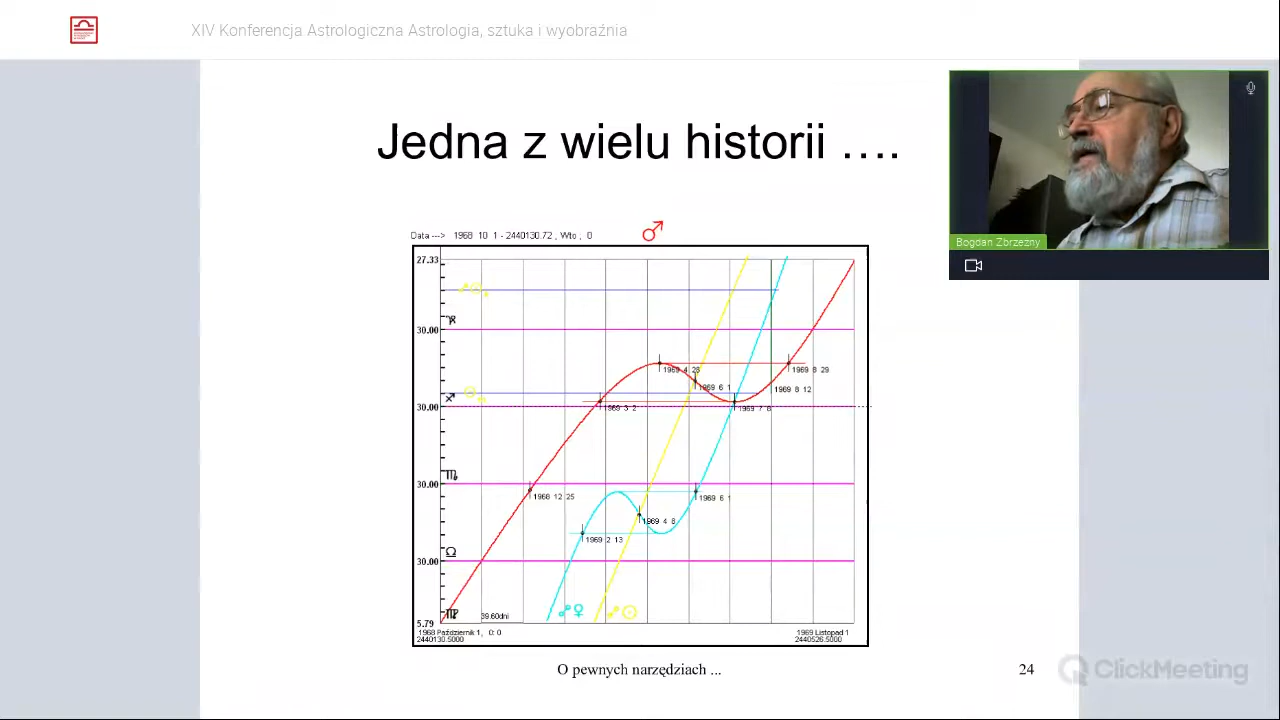 XIV Konferencja Astrologiczna Astrologia, sztuka i wyobraźnia
Bogdan Zbrzezny
Jedna z wielu historii ....
Data ---> 1968 10 1 - 2440130.72 , Wto ; 0
27.33
30.00
30.00
30.00
30.00
5.79
1969 4 28
1969 8 29
1969 6 1
1969 8 12
1969 3 2
1969 7 8
1968 12 25
1969 6 1
1969 4 8
1969 2 13
39.60dni
1968 Październik 1, 0: 0
2440130.5000
1969 Listopad 1
2440526.5000
O pewnych narzędziach ...
24
ClickMeeting